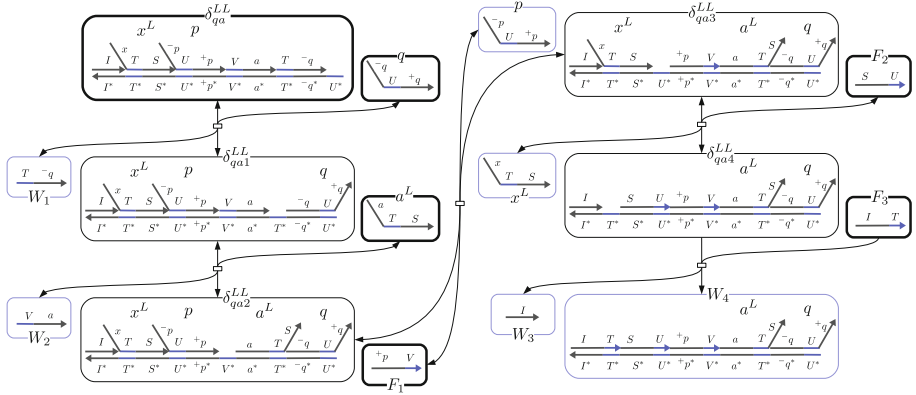 δ_{qa}^{LL}
x^L p
x -p
I T S U +p V a T -q
I* T* S* U* +p* V* a* T* -q* U*
q
-q U +q
T -q
W_1
δ_{qa1}^{LL}
x^L p q
x -p +q
I T S U +p V a -q U
I* T* S* U* +p* V* a* T* -q* U*
a^L
a T S
V a
W_2
δ_{qa2}^{LL}
x^L p a^L q
x -p S +q
I T S U +p a T -q U
I* T* S* U* +p* V* a* T* -q* U*
+p V
F_1
p
-p U +p
δ_{qa3}^{LL}
x^L a^L q
x S +q
I T S +p V a T -q U
I* T* S* U* +p* V* a* T* -q* U*
F_2
S U
x T S
x^L
δ_{qa4}^{LL}
a^L q
S +q
I S U +p V a T -q U
I* T* S* U* +p* V* a* T* -q* U*
F_3
I T
I
W_3
W_4
a^L q
S +q
I T S U +p V a T -q U
I* T* S* U* +p* V* a* T* -q* U*